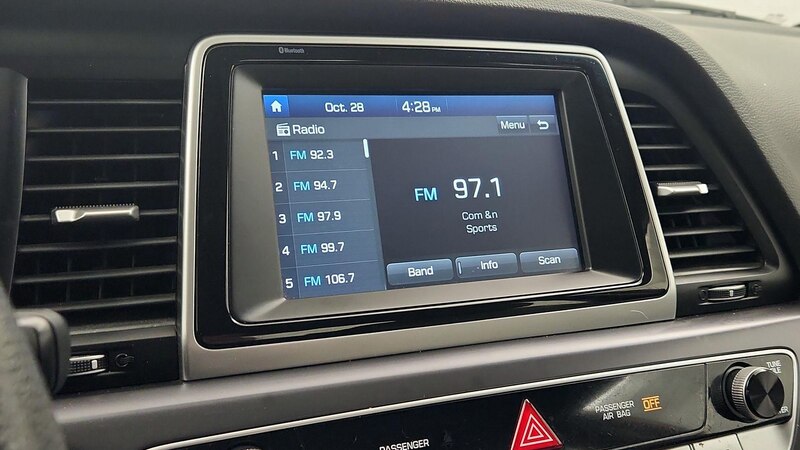 Bluetooth
Oct. 28 4:28 PM
Radio Menu
1 FM 92.3
2 FM 94.7
3 FM 97.9
4 FM 99.7
5 FM 106.7
FM 97.1
Com &n
Sports
Band Info Scan
TUNE
PASSENGER
AIR BAG OFF
PASSENGER